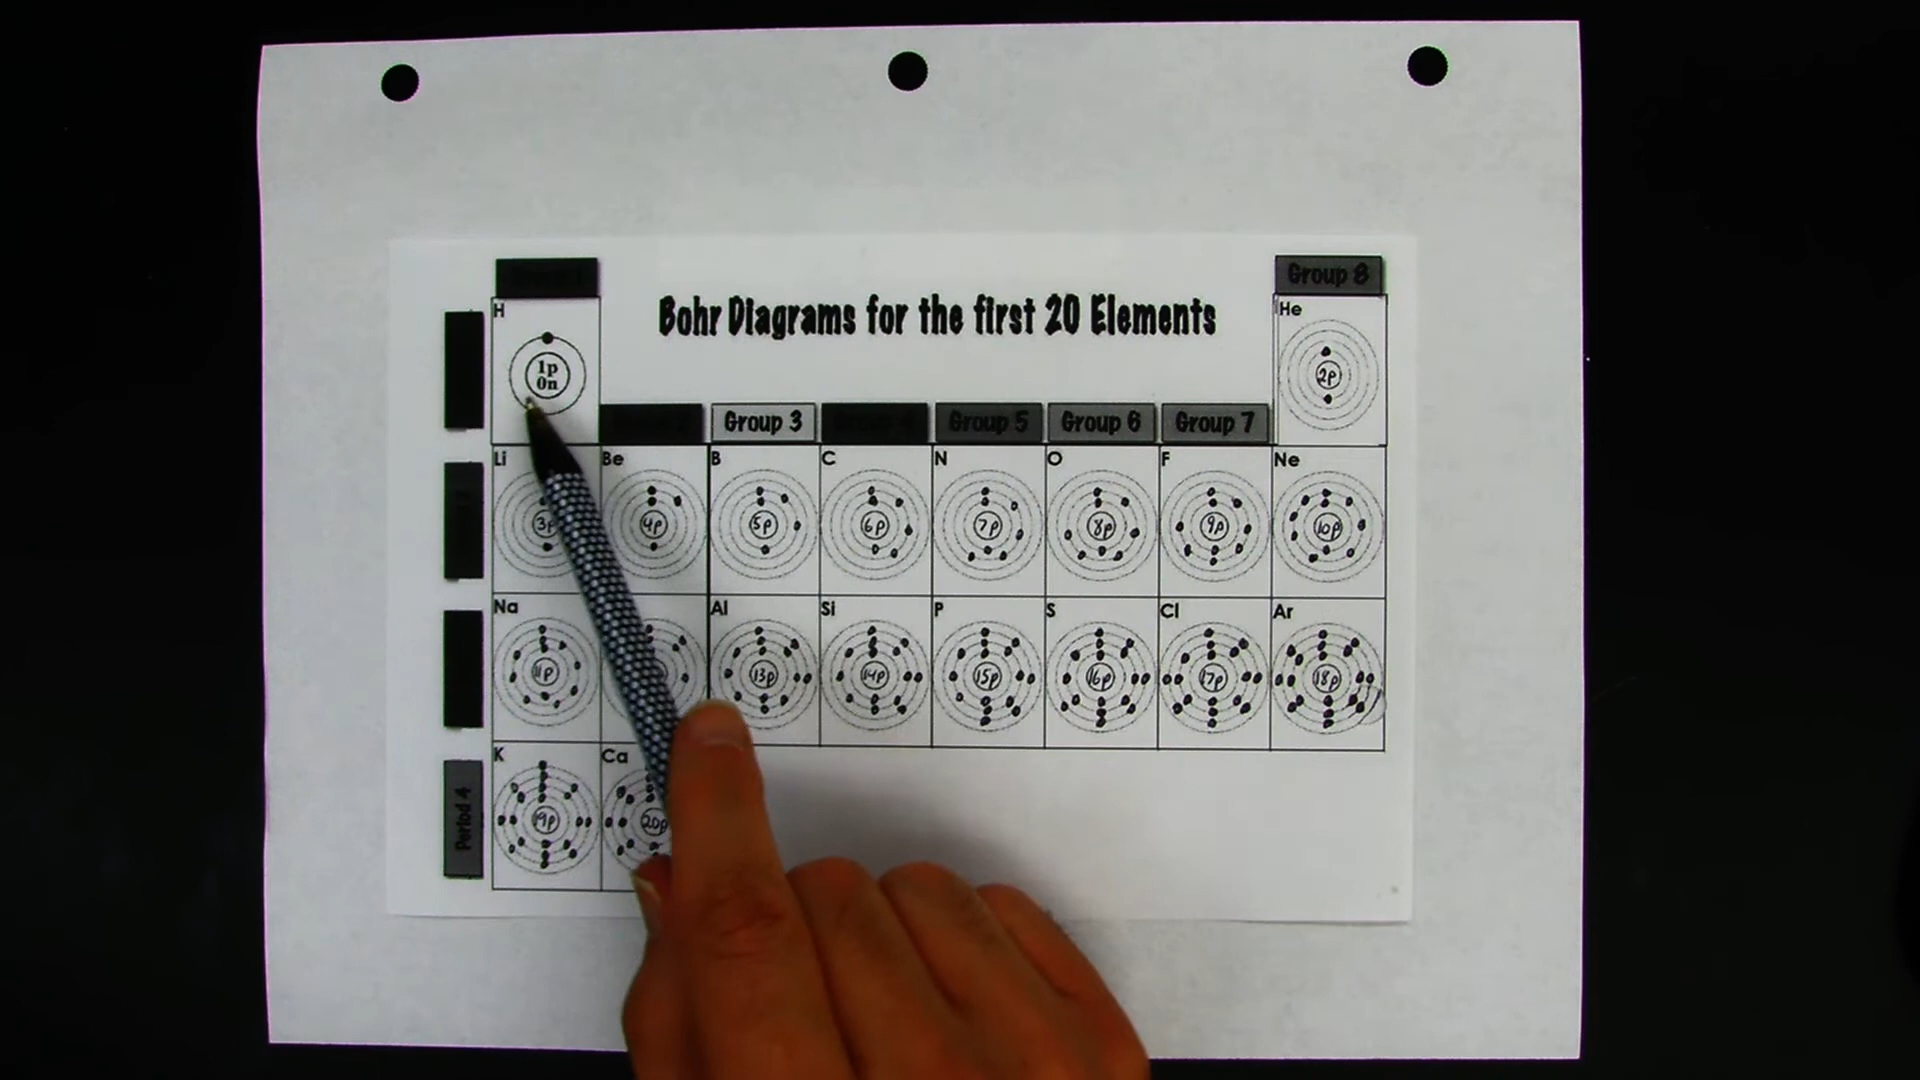 Group 8
Bohr Diagrams for the first 20 Elements
H
He
1p
0n
2p
Group 3
Group 5
Group 6
Group 7
Li
Be
B
C
N
O
F
Ne
3p
4p
5p
6p
7p
8p
9p
10p
Na
Al
Si
P
S
Cl
Ar
11p
13p
14p
15p
16p
17p
18p
K
Ca
Period 4
19p
20p